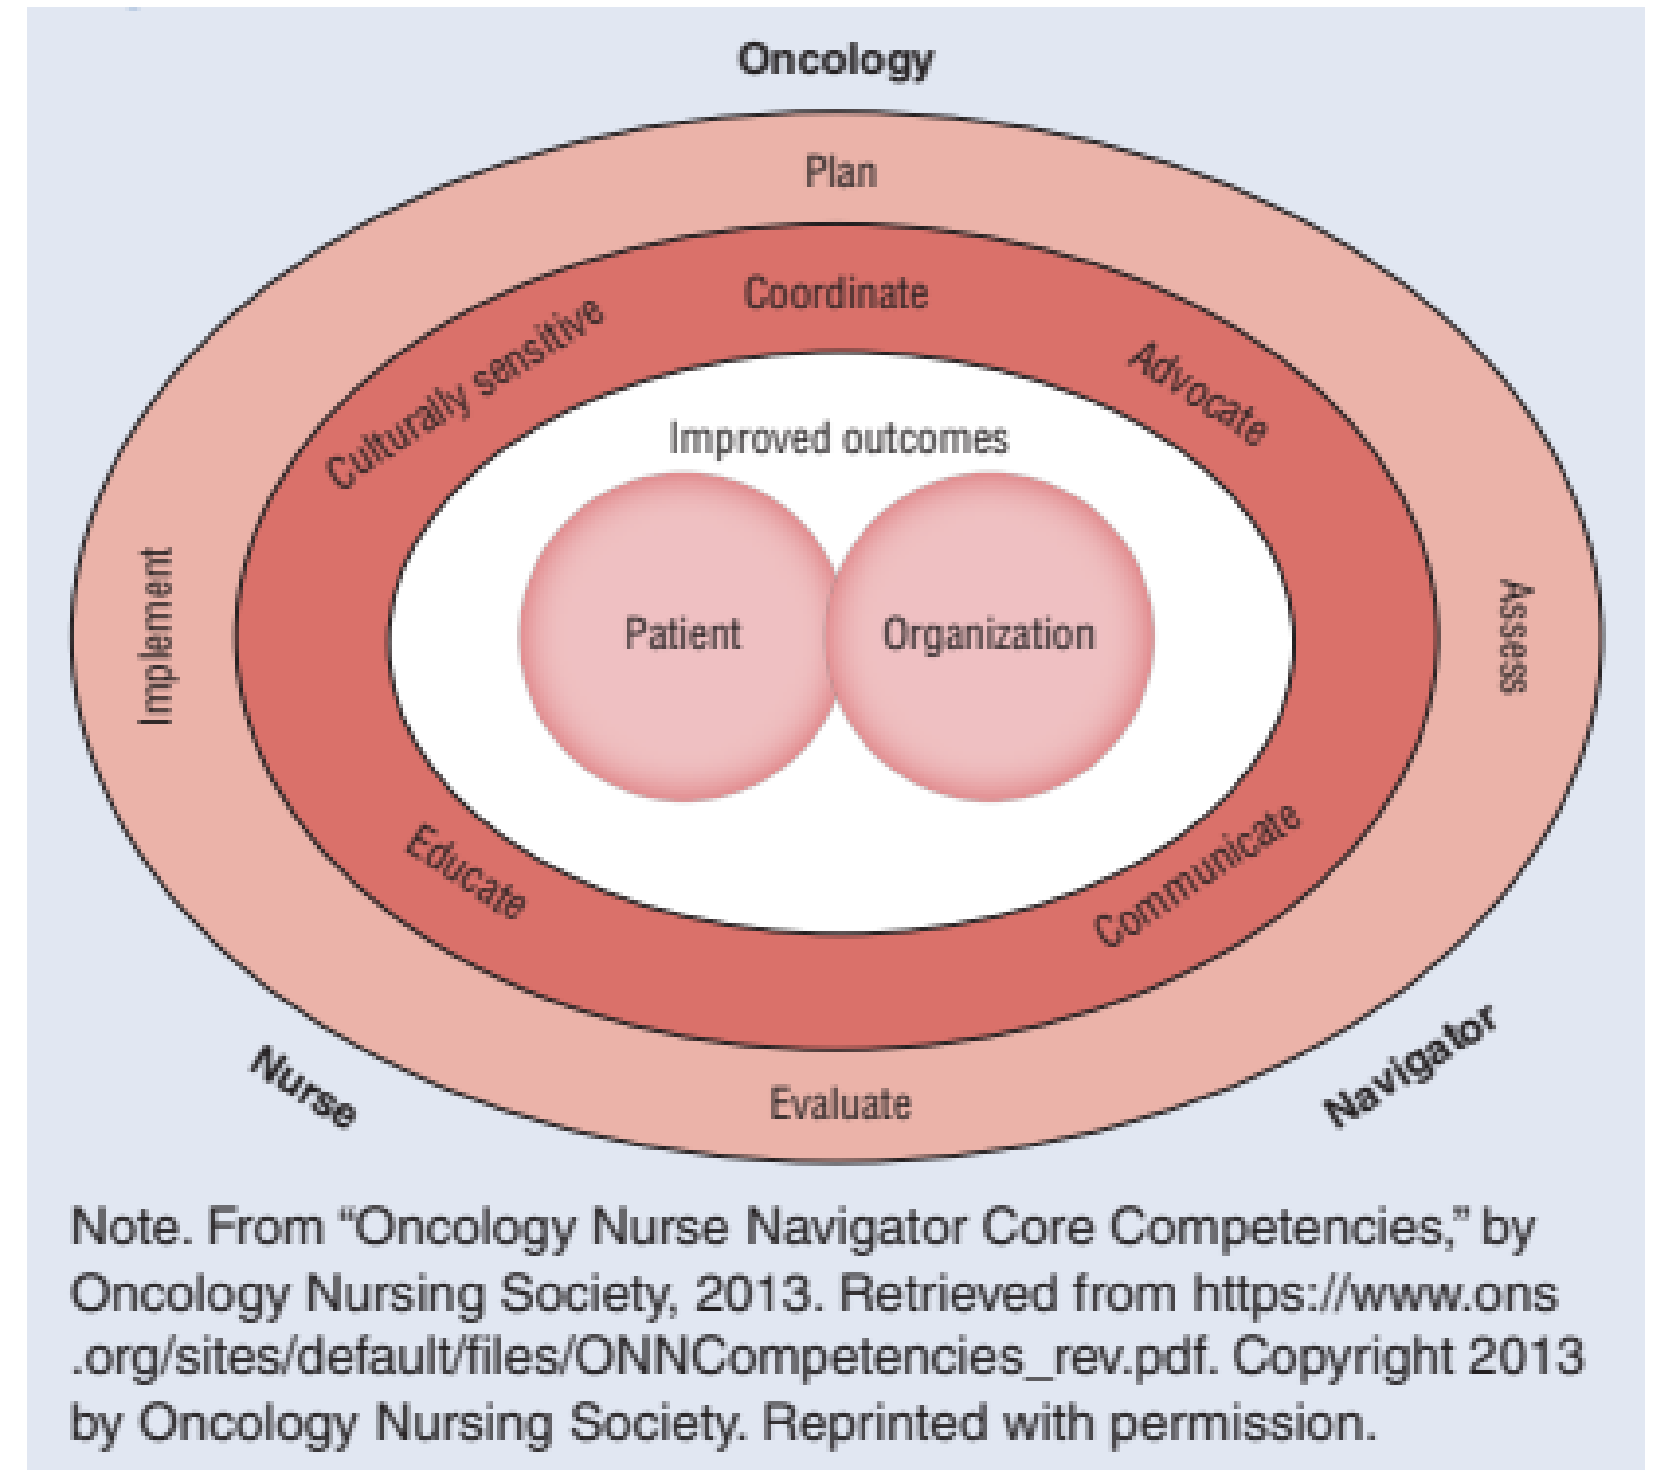 Oncology
Plan
Coordinate
Culturally sensitive
Advocate
Improved outcomes
Implement
Patient
Organization
Assess
Educate
Communicate
Nurse
Navigator
Evaluate
Note. From “Oncology Nurse Navigator Core Competencies,” by
Oncology Nursing Society, 2013. Retrieved from https://www.ons
.org/sites/default/files/ONNCompetencies_rev.pdf. Copyright 2013
by Oncology Nursing Society. Reprinted with permission.